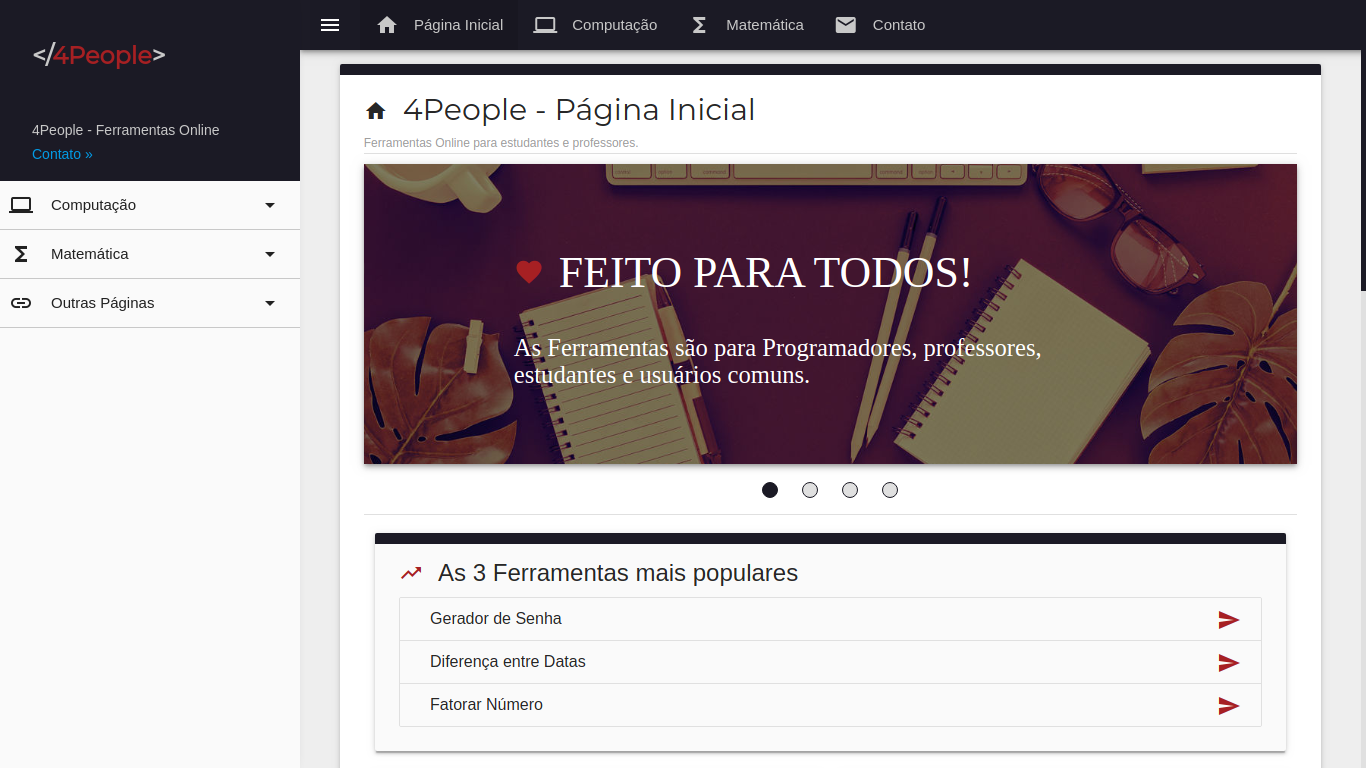 </4People>
4People - Ferramentas Online
Contato »
Computação
Matemática
Outras Páginas
Página Inicial
Computação
Matemática
Contato
4People - Página Inicial
Ferramentas Online para estudantes e professores.
FEITO PARA TODOS!
As Ferramentas são para Programadores, professores,
estudantes e usuários comuns.
As 3 Ferramentas mais populares
Gerador de Senha
Diferença entre Datas
Fatorar Número